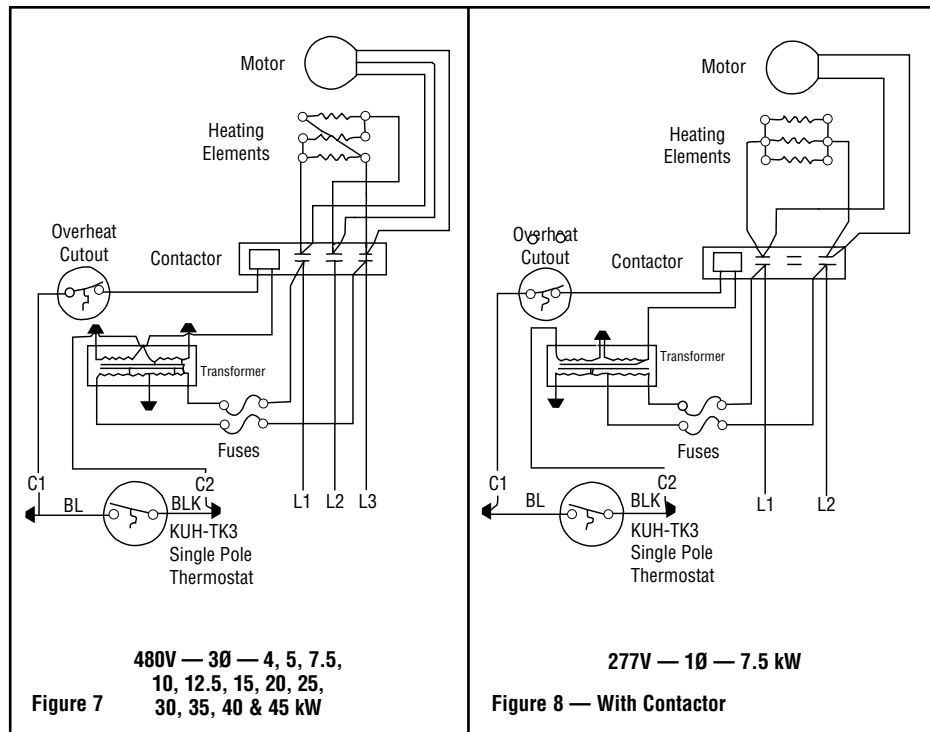 Motor
Heating
Elements
Overheat
Cutout
Contactor
Transformer
Fuses
C1
C2
L1 L2 L3
BL
BLK
KUH-TK3
Single Pole
Thermostat
480V — 3Ø — 4, 5, 7.5,
10, 12.5, 15, 20, 25,
30, 35, 40 & 45 kW
Figure 7
Motor
Heating
Elements
Overheat
Cutout
Contactor
Transformer
Fuses
C1
C2
L1 L2
BL
BLK
KUH-TK3
Single Pole
Thermostat
277V — 1Ø — 7.5 kW
Figure 8 — With Contactor